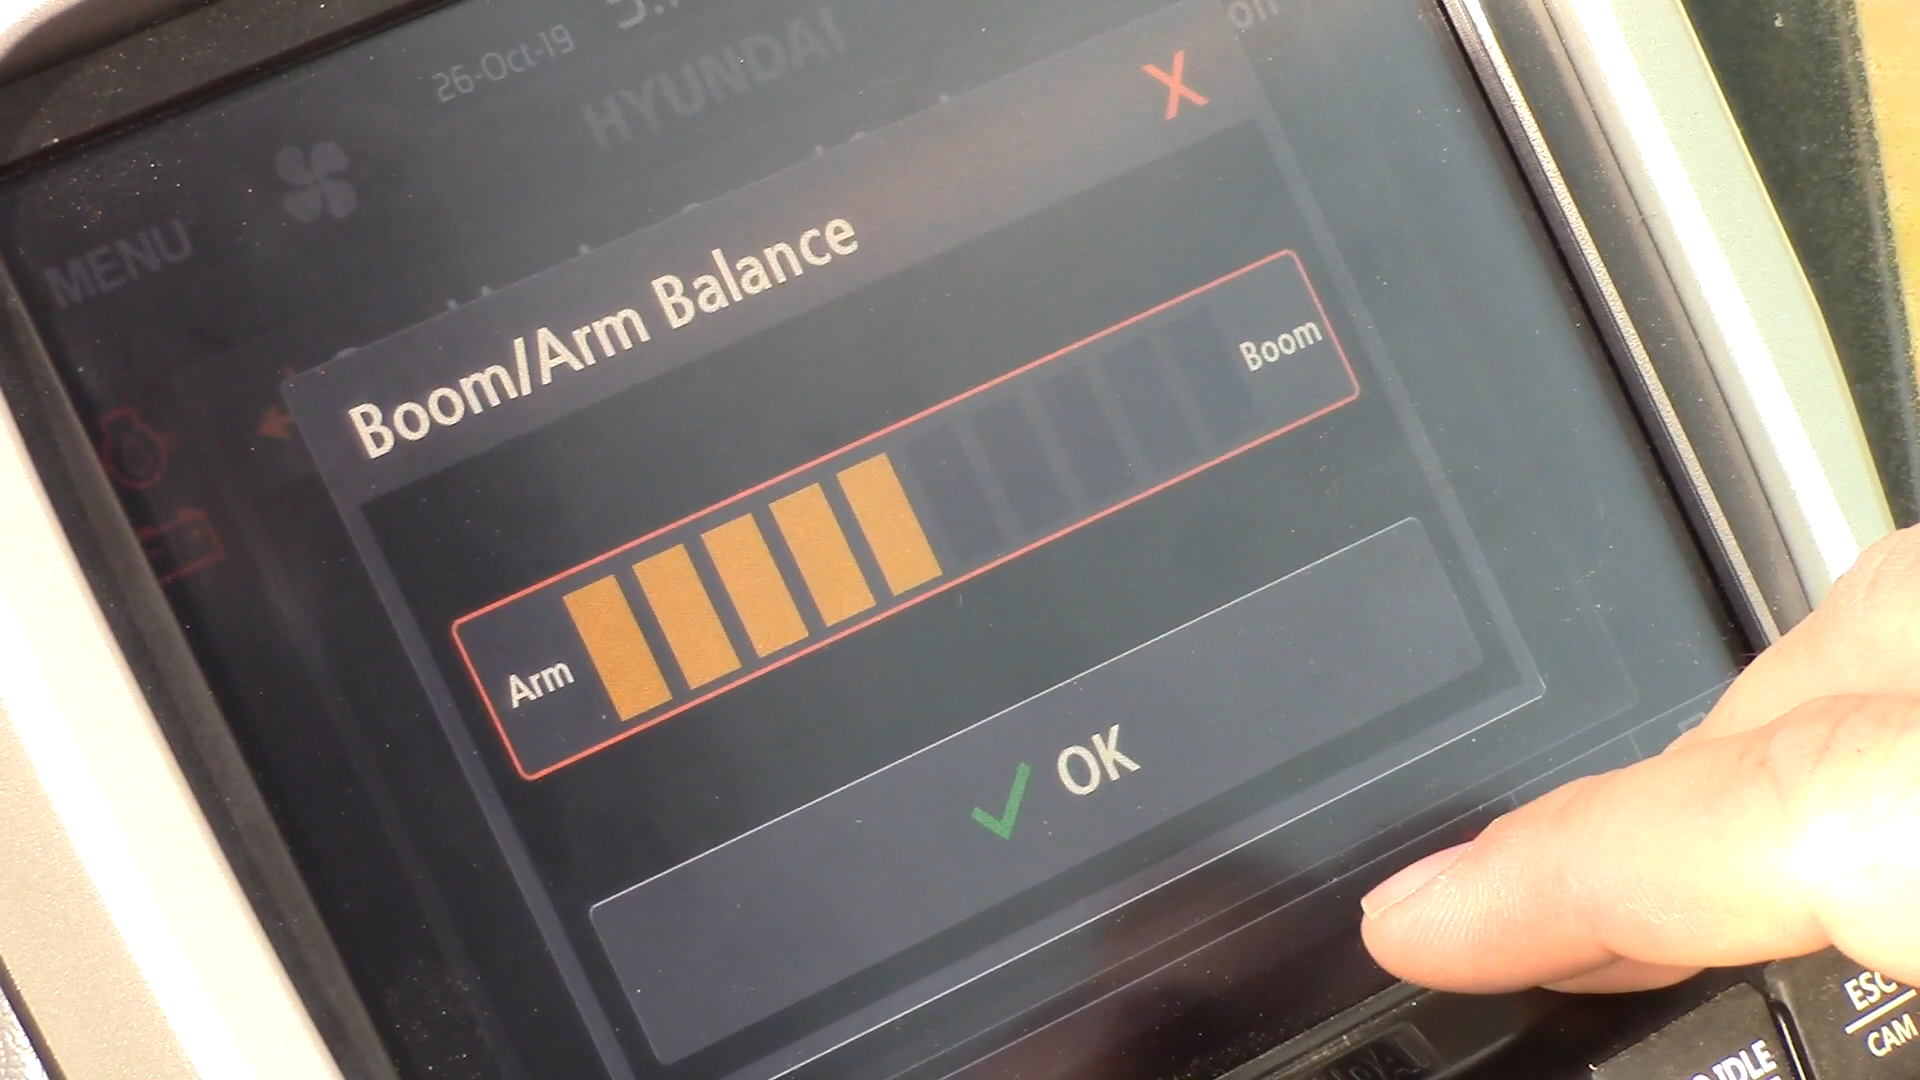 26-Oct-19
HYUNDAI
MENU
X
Boom/Arm Balance
Arm
Boom
OK
ESC
CAM
IDLE